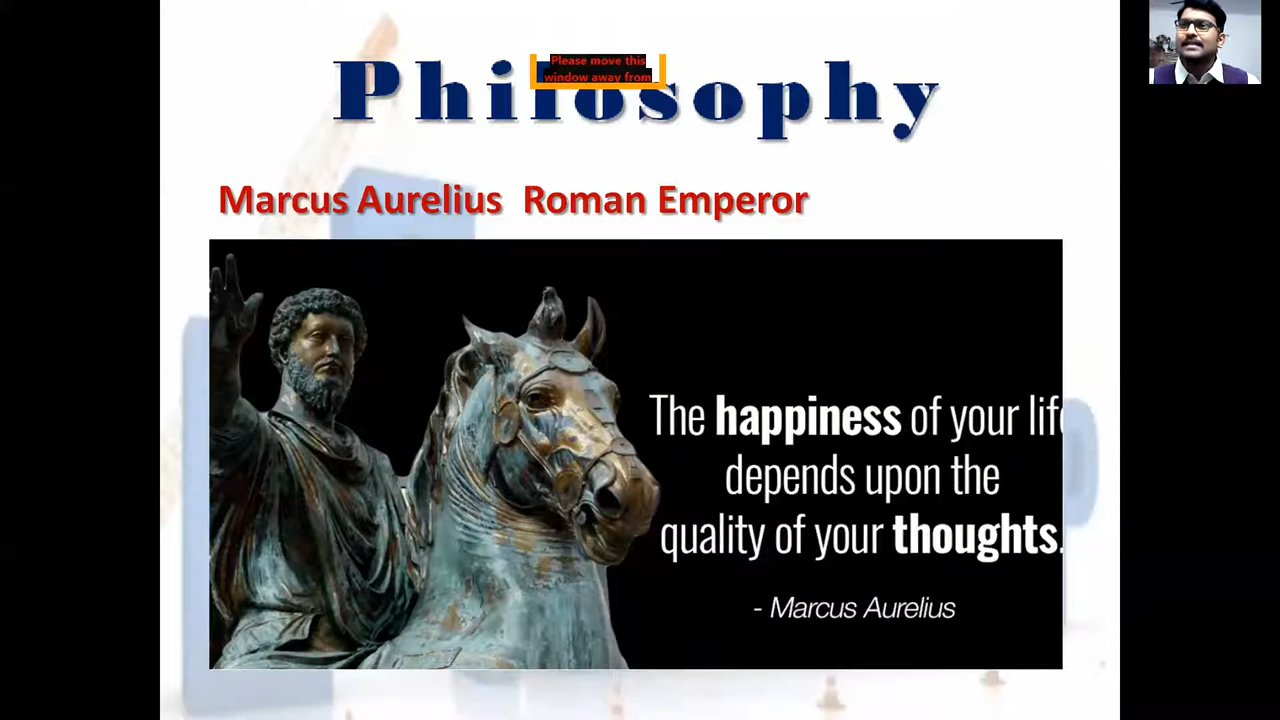 Please move this
window away from
Philosophy
Marcus Aurelius Roman Emperor
The happiness of your life
depends upon the
quality of your thoughts.
- Marcus Aurelius